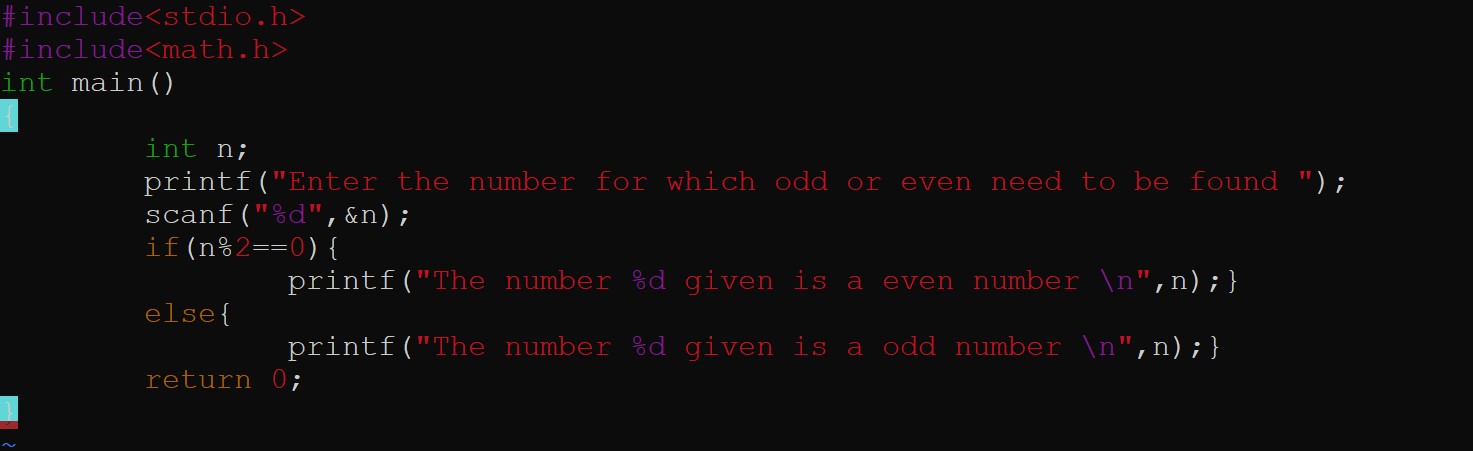 #include<stdio.h>
#include<math.h>
int main()
{
        int n;
        printf("Enter the number for which odd or even need to be found ");
        scanf("%d",&n);
        if(n%2==0){
                printf("The number %d given is a even number \n",n);}
        else{
                printf("The number %d given is a odd number \n",n);}
        return 0;
}
~